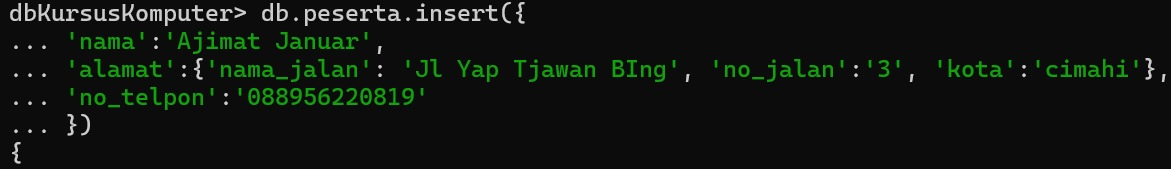 dbKursusKomputer> db.peserta.insert({
... 'nama':'Ajimat Januar',
... 'alamat':{'nama_jalan': 'Jl Yap Tjawan BIng', 'no_jalan':'3', 'kota':'cimahi'},
... 'no_telpon':'088956220819'
... })
{